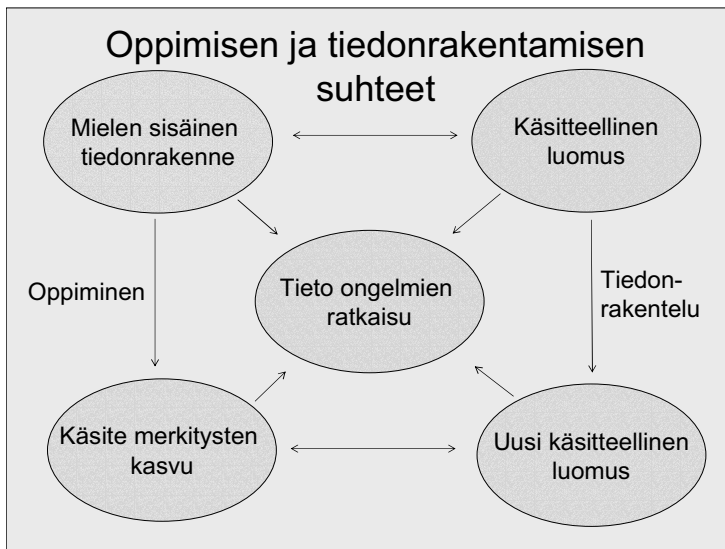 Oppimisen ja tiedonrakentamisen
suhteet
Mielen sisäinen
tiedonrakenne
Käsitteellinen
luomus
Oppiminen
Tieto ongelmien
ratkaisu
Tiedon-
rakentelu
Käsite merkitysten
kasvu
Uusi käsitteellinen
luomus